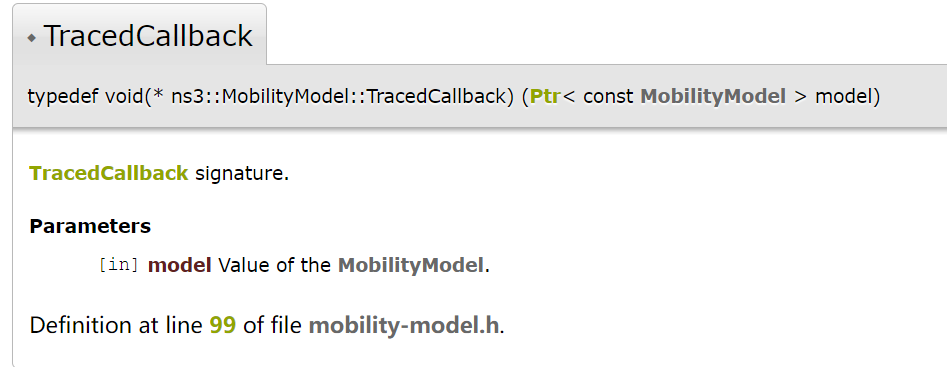 ◆ TracedCallback
typedef void(* ns3::MobilityModel::TracedCallback) (Ptr< const MobilityModel > model)
TracedCallback signature.
Parameters
[in] model Value of the MobilityModel.
Definition at line 99 of file mobility-model.h.